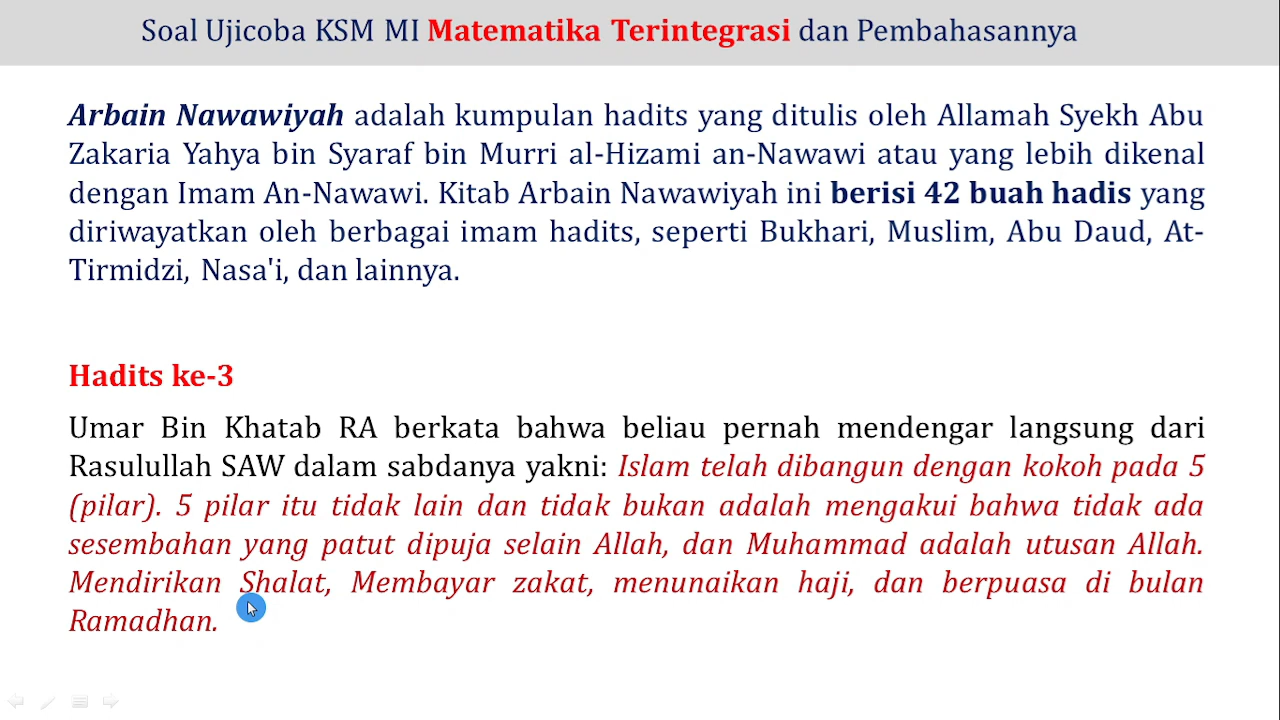 Soal Ujicoba KSM MI Matematika Terintegrasi dan Pembahasannya
Arbain Nawawiyah adalah kumpulan hadits yang ditulis oleh Allamah Syekh Abu
Zakaria Yahya bin Syaraf bin Murri al-Hizami an-Nawawi atau yang lebih dikenal
dengan Imam An-Nawawi. Kitab Arbain Nawawiyah ini berisi 42 buah hadis yang
diriwayatkan oleh berbagai imam hadits, seperti Bukhari, Muslim, Abu Daud, At-
Tirmidzi, Nasa'i, dan lainnya.
Hadits ke-3
Umar Bin Khatab RA berkata bahwa beliau pernah mendengar langsung dari
Rasulullah SAW dalam sabdanya yakni: Islam telah dibangun dengan kokoh pada 5
(pilar). 5 pilar itu tidak lain dan tidak bukan adalah mengakui bahwa tidak ada
sesembahan yang patut dipuja selain Allah, dan Muhammad adalah utusan Allah.
Mendirikan Shalat, Membayar zakat, menunaikan haji, dan berpuasa di bulan
Ramadhan.